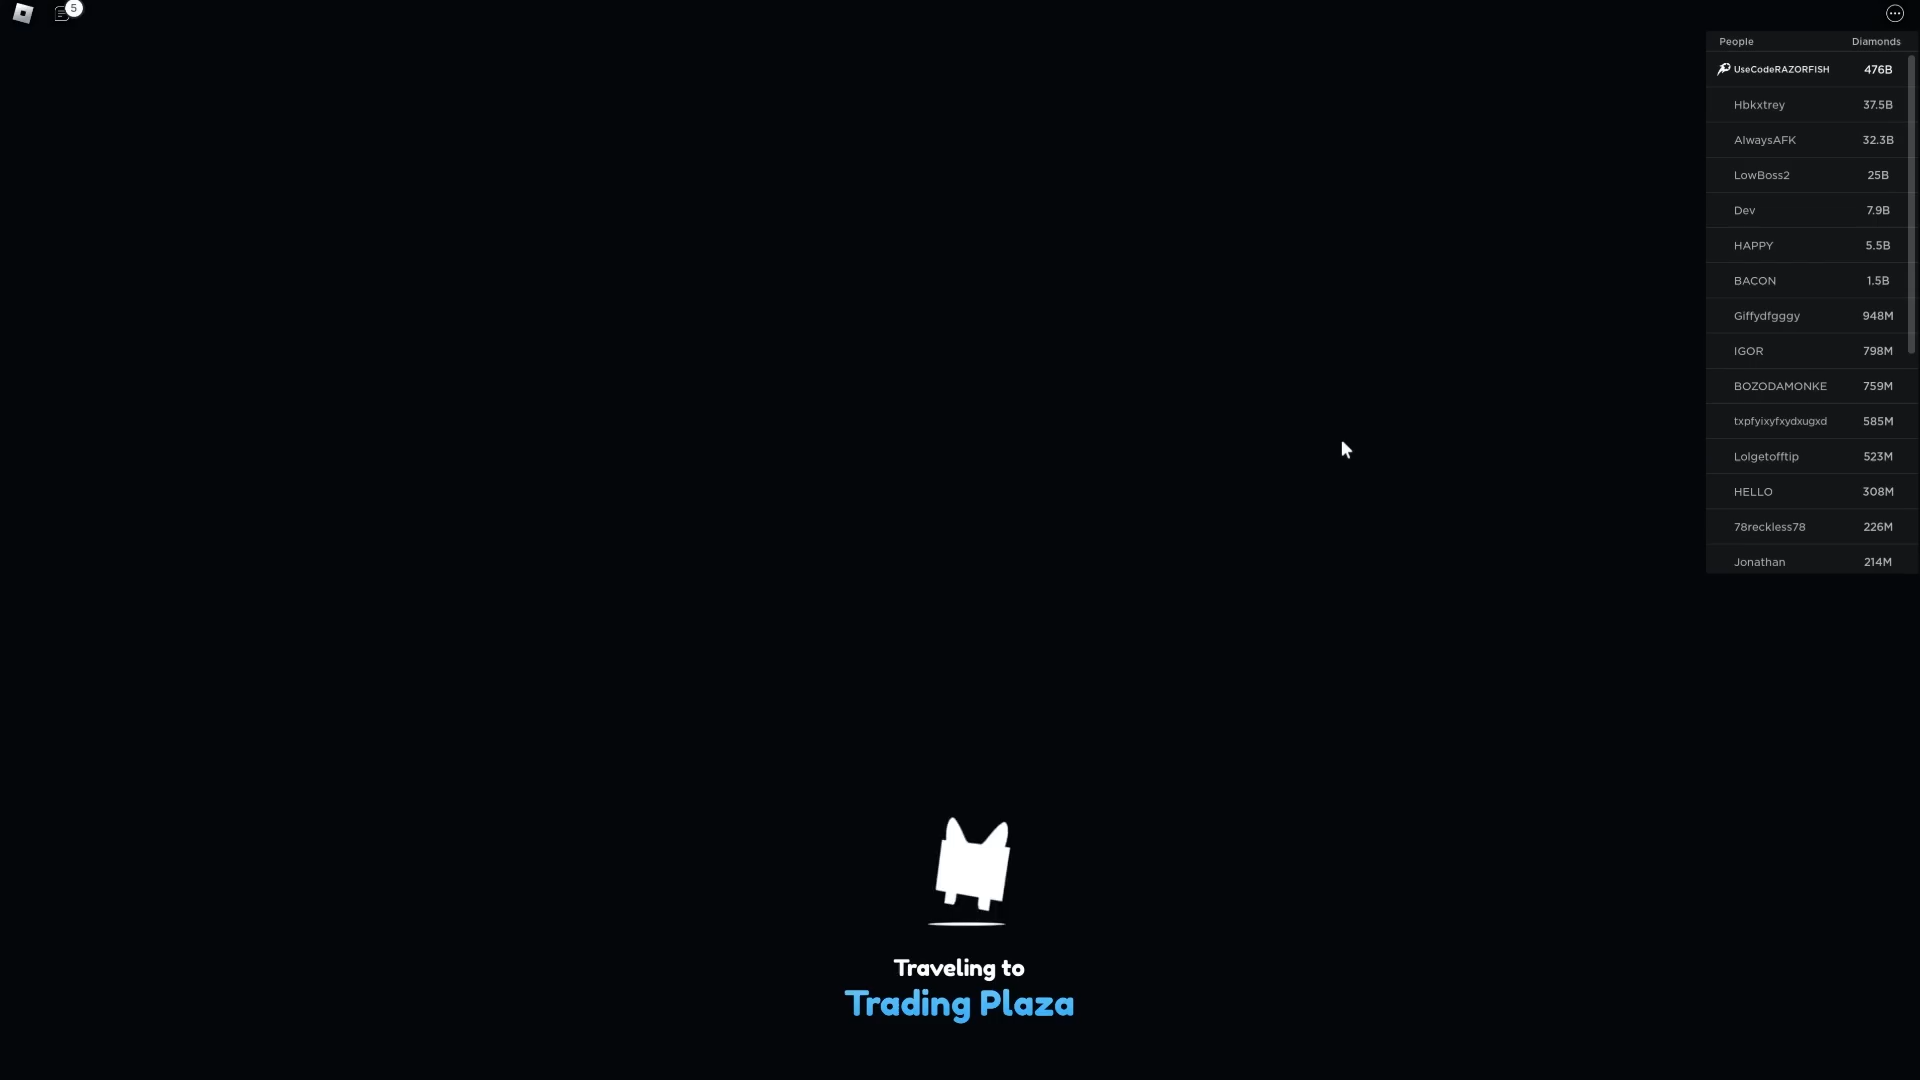 5
People Diamonds
UseCodeRAZORFISH 476B
Hbkxtrey 37.5B
AlwaysAFK 32.3B
LowBoss2 25B
Dev 7.9B
HAPPY 5.5B
BACON 1.5B
Giffydfgggy 948M
IGOR 798M
BOZODAMONKE 759M
txpfyixyfxydxugxd 585M
Lolgetofftip 523M
HELLO 308M
78reckless78 226M
Jonathan 214M
Traveling to
Trading Plaza